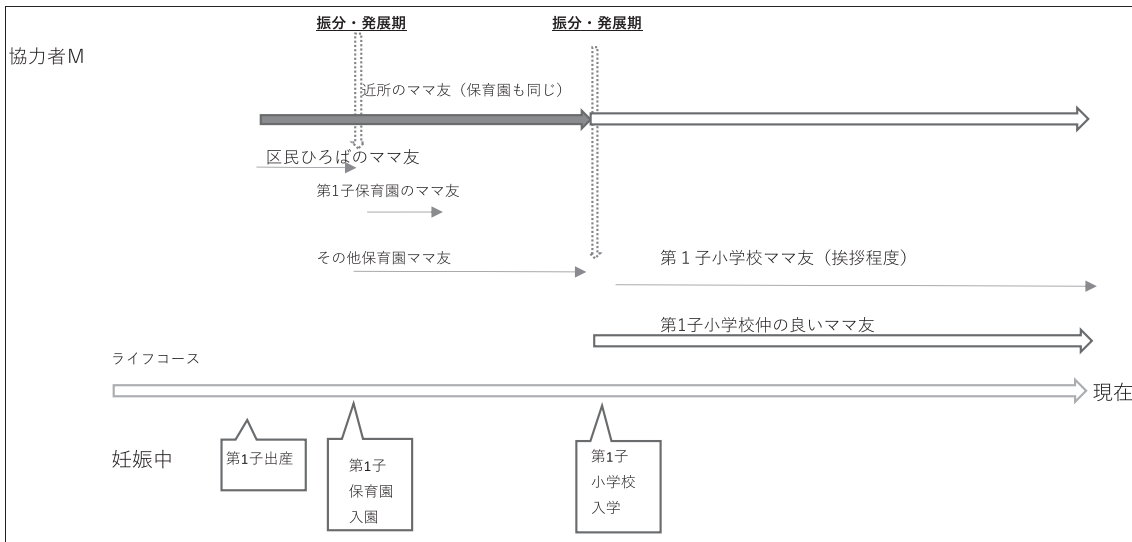 振分・発展期
振分・発展期
協力者M
近所のママ友（保育園も同じ）
区民ひろばのママ友
第1子保育園のママ友
その他保育園ママ友
第１子小学校ママ友（挨拶程度）
第1子小学校仲の良いママ友
ライフコース
現在
妊娠中
第1子出産
第1子
保育園
入園
第1子
小学校
入学